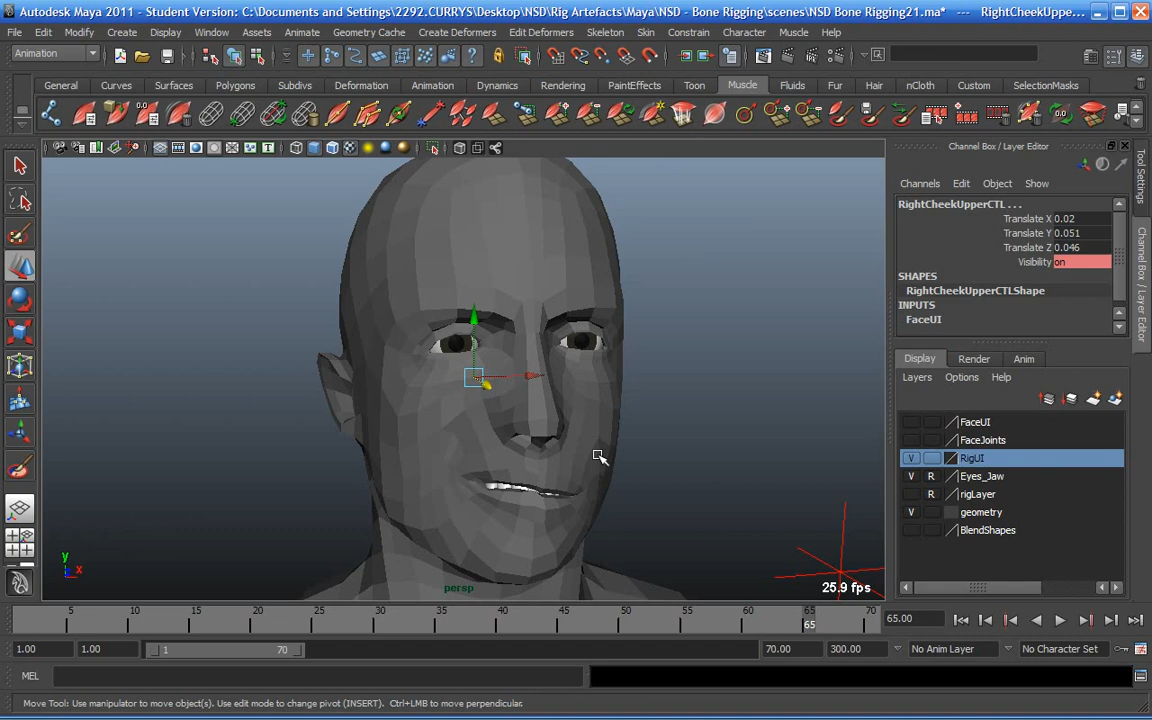 Autodesk Maya 2011 - Student Version: C:\Documents and Settings\2292.CURRYS\Desktop\NSD\Rig Artefacts\Maya\NSD - Bone Rigging\scenes\NSD Bone Rigging21.ma* - RightCheekUppe...
File Edit Modify Create Display Window Assets Animate Geometry Cache Create Deformers Edit Deformers Skeleton Skin Constrain Character Muscle Help
Animation
General Curves Surfaces Polygons Subdivs Deformation Animation Dynamics Rendering PaintEffects Toon Muscle Fluids Fur Hair nCloth Custom SelectionMasks
Channel Box / Layer Editor
Channels Edit Object Show
RightCheekUpperCTL . . .
Translate X 0.02
Translate Y 0.051
Translate Z 0.046
Visibility on
SHAPES
RightCheekUpperCTLShape
INPUTS
FaceUI
Display Render Anim
Layers Options Help
FaceUI
FaceJoints
V RigUI
V R Eyes_Jaw
R rigLayer
V geometry
BlendShapes
Tool Settings
Channel Box / Layer Editor
y
x
persp
25.9 fps
5 10 15 20 25 30 35 40 45 50 55 60 65 70
65
65.00
1.00 1.00 1 70 70.00 300.00 No Anim Layer No Character Set
MEL
Move Tool: Use manipulator to move object(s). Use edit mode to change pivot (INSERT). Ctrl+LMB to move perpendicular.